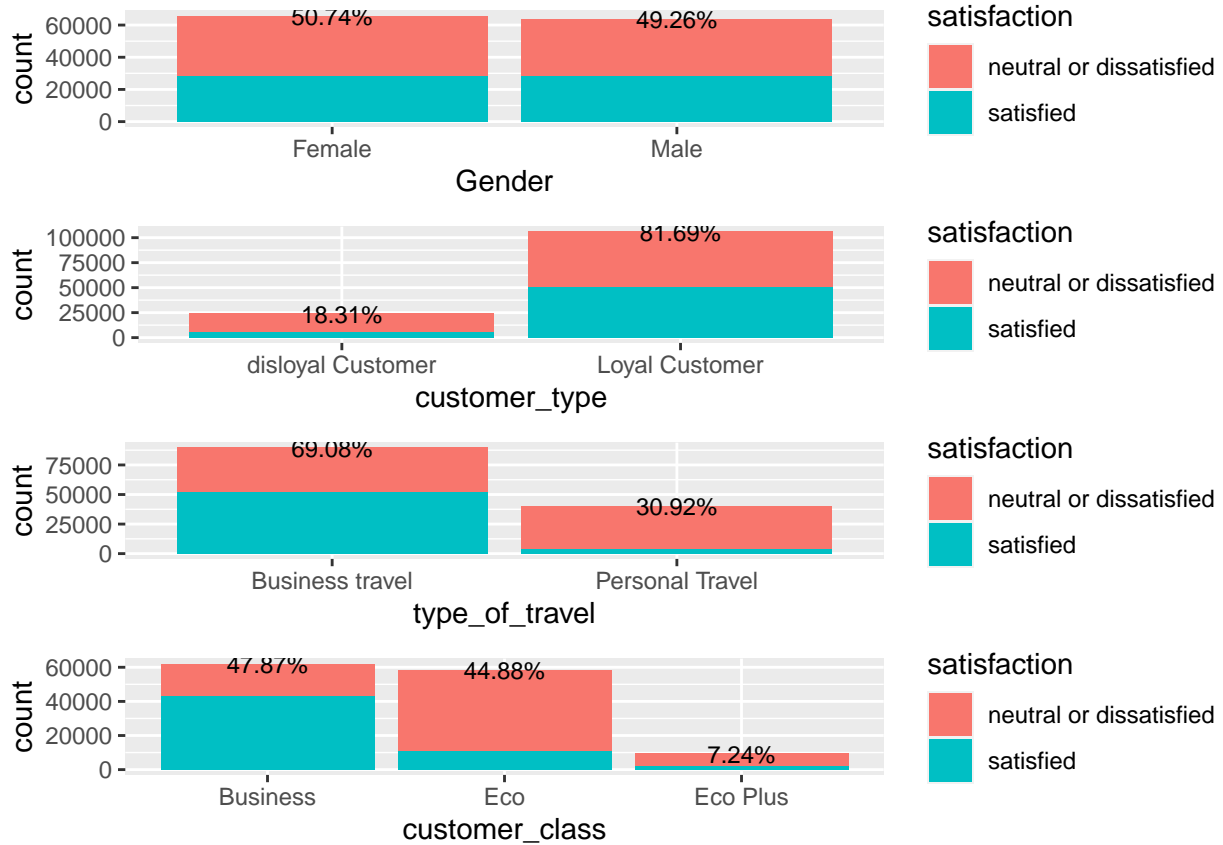 60000
40000
20000
0
count
50.74%
49.26%
Female
Male
Gender
satisfaction
neutral or dissatisfied
satisfied
100000
75000
50000
25000
0
count
18.31%
81.69%
disloyal Customer
Loyal Customer
customer_type
satisfaction
neutral or dissatisfied
satisfied
75000
50000
25000
0
count
69.08%
30.92%
Business travel
Personal Travel
type_of_travel
satisfaction
neutral or dissatisfied
satisfied
60000
40000
20000
0
count
47.87%
44.88%
7.24%
Business
Eco
Eco Plus
customer_class
satisfaction
neutral or dissatisfied
satisfied